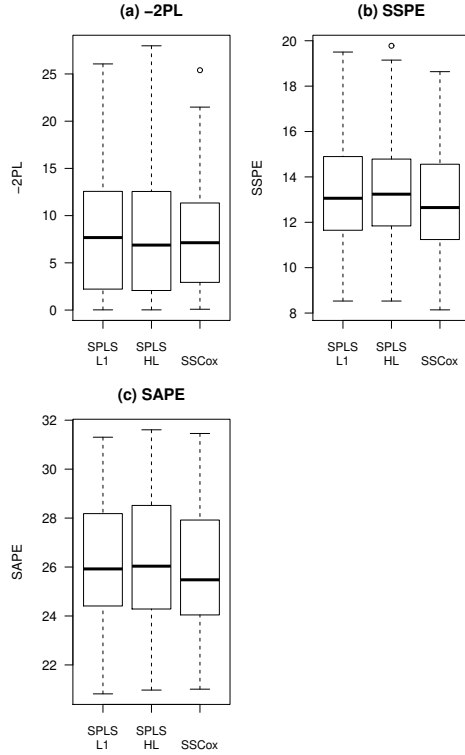 (a) −2PL
−2PL
25
20
15
10
5
0
SPLS L1
SPLS HL
SSCox
(b) SSPE
SSPE
20
18
16
14
12
10
8
SPLS L1
SPLS HL
SSCox
(c) SAPE
SAPE
32
30
28
26
24
22
SPLS L1
SPLS HL
SSCox